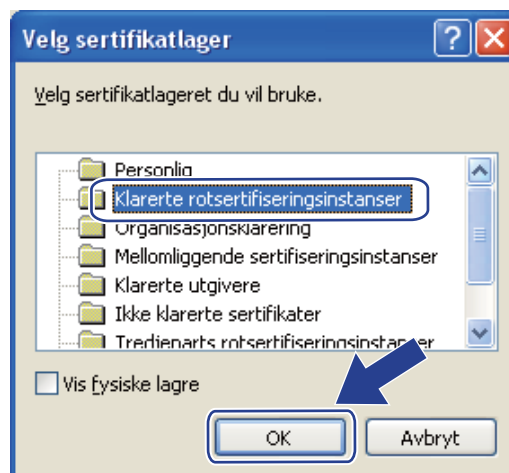 Velg sertifikatlager
Velg sertifikatlageret du vil bruke.
Personlig
Klarerte rotsertifiseringsinstanser
Organisasjonsklarering
Mellomliggende sertifiseringsinstanser
Klarerte utgivere
Ikke klarerte sertifikater
Tredjeparts rotsertifiseringsinstanser
Vis fysiske lagre
OK
Avbryt